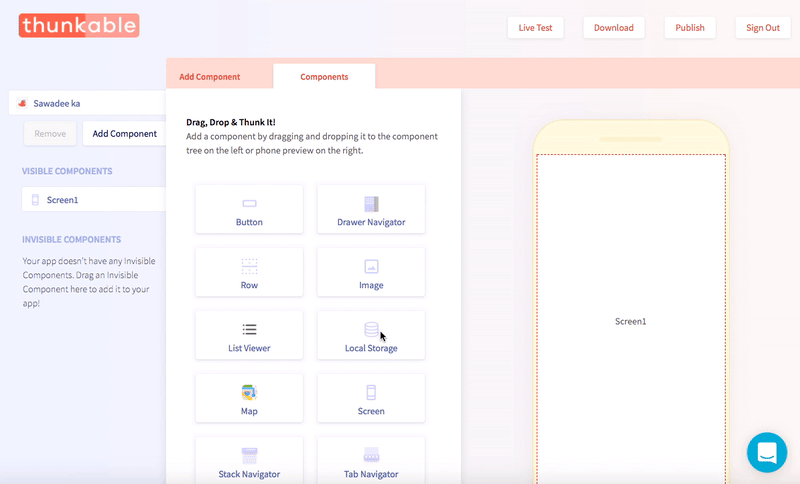 thunkable
Live Test
Download
Publish
Sign Out
Add Component
Components
Sawadee ka
Remove
Add Component
VISIBLE COMPONENTS
Screen1
INVISIBLE COMPONENTS
Your app doesn't have any Invisible
Components. Drag an Invisible
Component here to add it to your
app!
Drag, Drop & Thunk It!
Add a component by dragging and dropping it to the component
tree on the left or phone preview on the right.
Button
Drawer Navigator
Row
Image
List Viewer
Local Storage
Map
Screen
Stack Navigator
Tab Navigator
Screen1